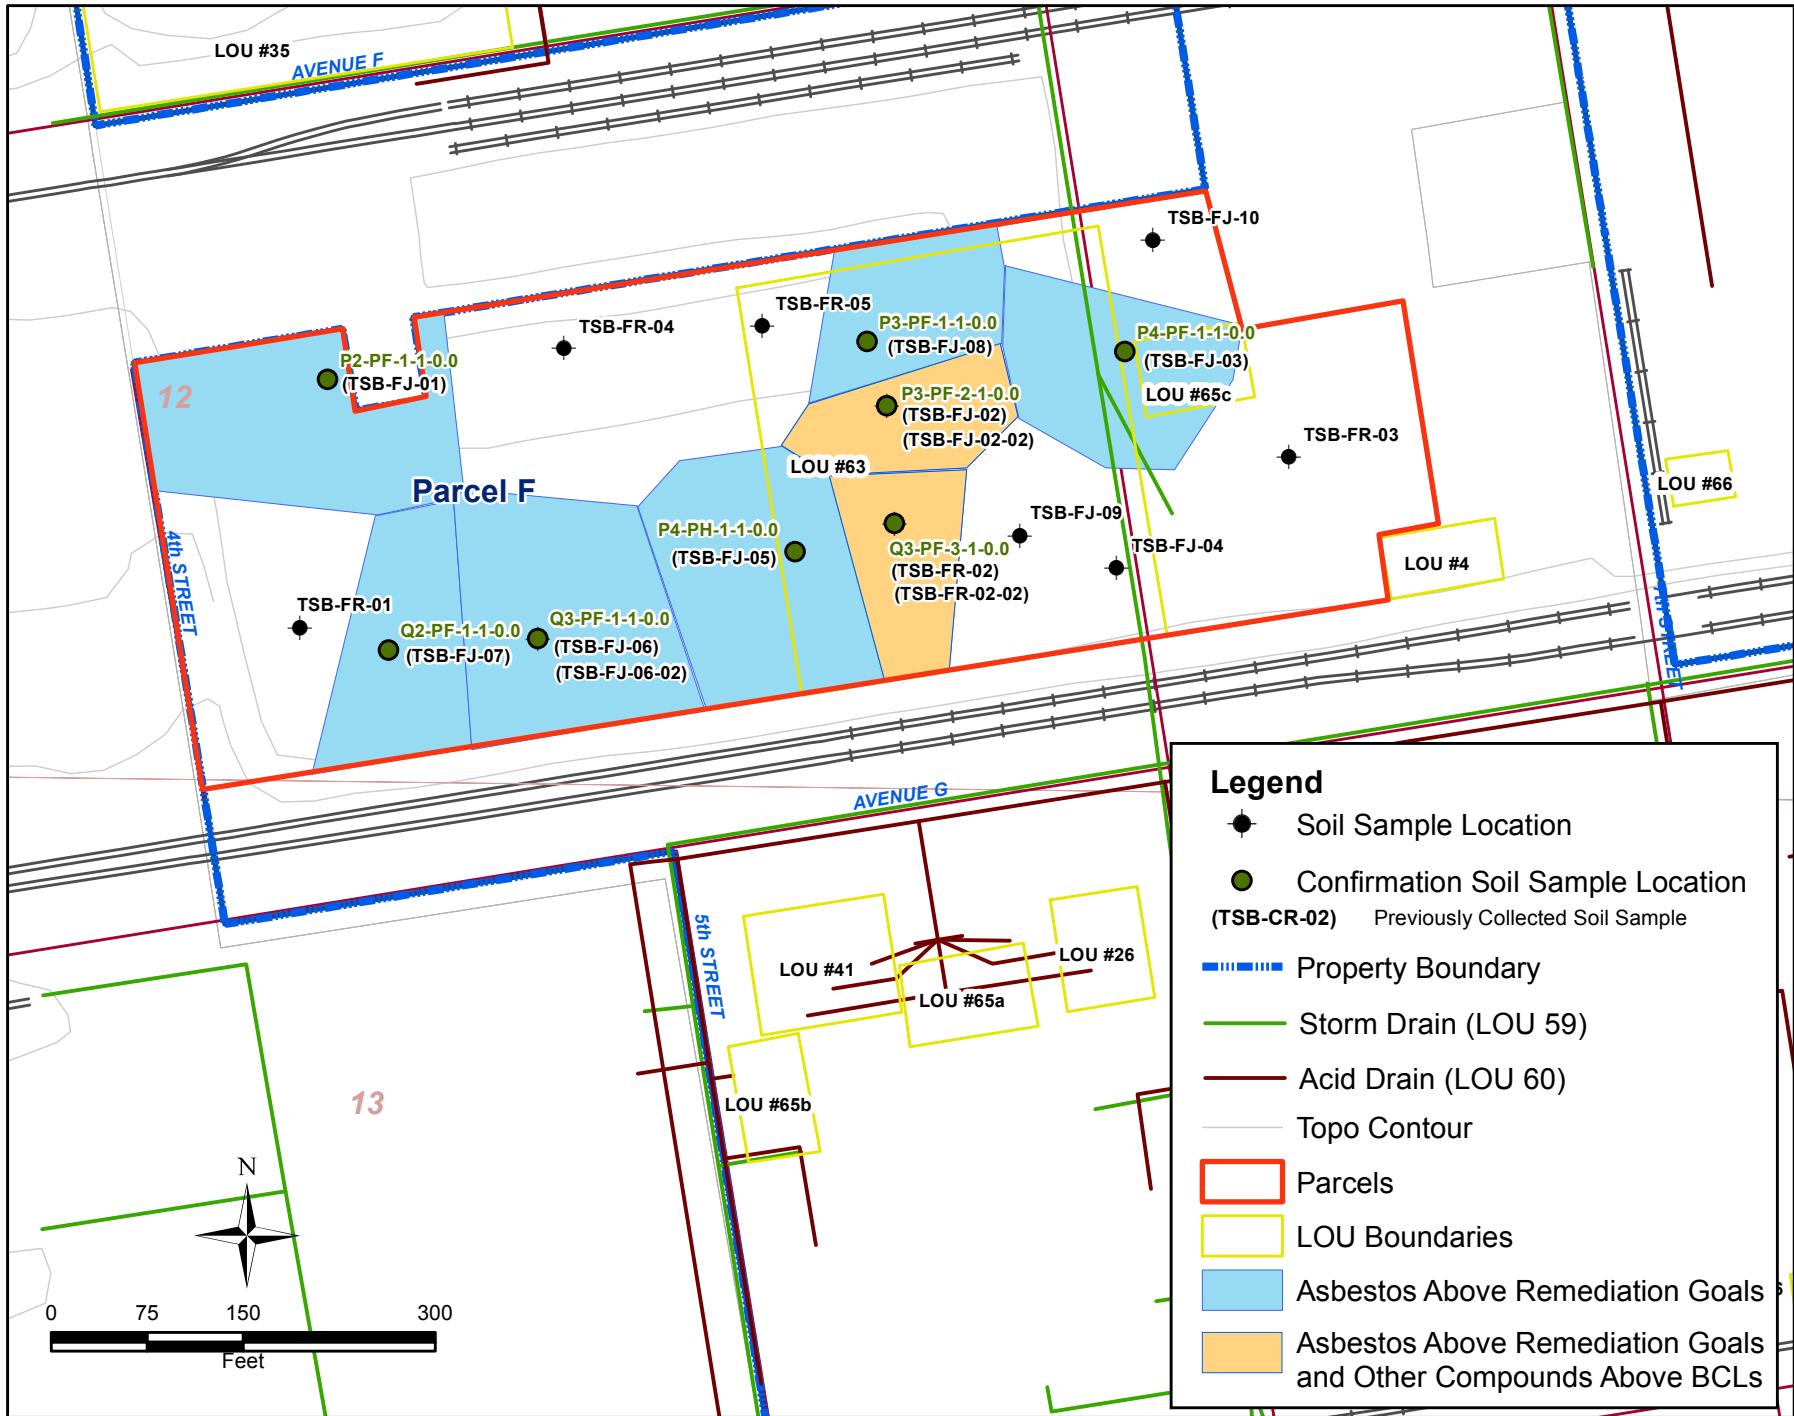 LOU #35
AVENUE F
TSB-FJ-10
TSB-FR-05
TSB-FR-04
P3-PF-1-1-0.0
(TSB-FJ-08)
P4-PF-1-1-0.0
(TSB-FJ-03)
LOU #65c
P2-PF-1-1-0.0
(TSB-FJ-01)
12
P3-PF-2-1-0.0
(TSB-FJ-02)
(TSB-FJ-02-02)
TSB-FR-03
LOU #63
Parcel F
LOU #66
P4-PH-1-1-0.0
(TSB-FJ-05)
TSB-FJ-09
Q3-PF-3-1-0.0
(TSB-FR-02)
(TSB-FR-02-02)
TSB-FJ-04
LOU #4
4th STREET
TSB-FR-01
Q2-PF-1-1-0.0
(TSB-FJ-07)
Q3-PF-1-1-0.0
(TSB-FJ-06)
(TSB-FJ-06-02)
AVENUE G
5th STREET
LOU #41
LOU #26
LOU #65a
LOU #65b
13
N
0 75 150 300
Feet
Legend
Soil Sample Location
Confirmation Soil Sample Location
(TSB-CR-02) Previously Collected Soil Sample
Property Boundary
Storm Drain (LOU 59)
Acid Drain (LOU 60)
Topo Contour
Parcels
LOU Boundaries
Asbestos Above Remediation Goals
Asbestos Above Remediation Goals
and Other Compounds Above BCLs